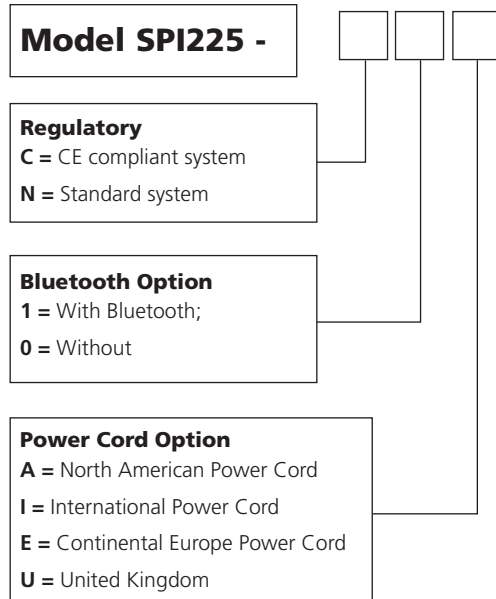 Model SPI225 -
Regulatory
C = CE compliant system
N = Standard system
Bluetooth Option
1 = With Bluetooth;
0 = Without
Power Cord Option
A = North American Power Cord
I = International Power Cord
E = Continental Europe Power Cord
U = United Kingdom